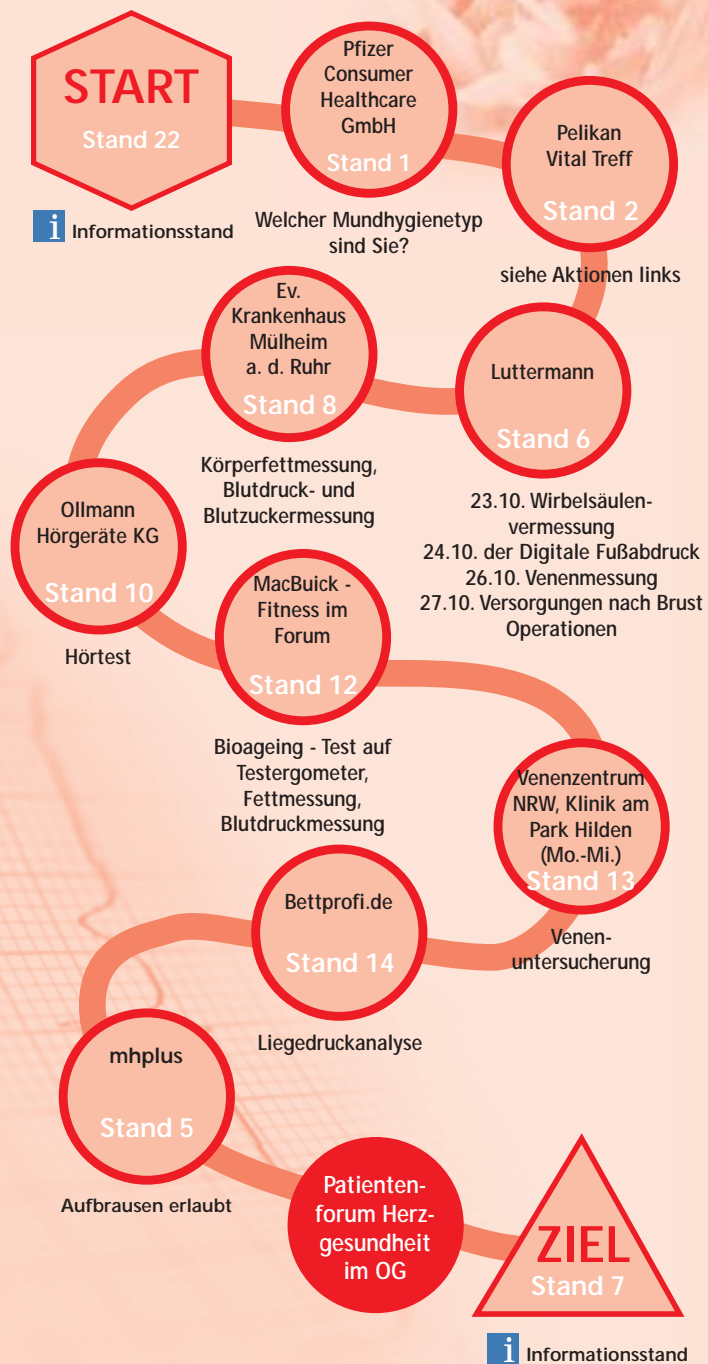 START
Stand 22
i Informationsstand
Pfizer
Consumer
Healthcare
GmbH
Stand 1
Welcher Mundhygienetyp
sind Sie?
Pelikan
Vital Treff
Stand 2
siehe Aktionen links
Luttermann
Stand 6
23.10. Wirbelsäulen-
vermessung
24.10. der Digitale Fußabdruck
26.10. Venenmessung
27.10. Versorgungen nach Brust
Operationen
Ev.
Krankenhaus
Mülheim
a. d. Ruhr
Stand 8
Körperfettmessung,
Blutdruck- und
Blutzuckermessung
Ollmann
Hörgeräte KG
Stand 10
Hörtest
MacBuick -
Fitness im
Forum
Stand 12
Bioageing - Test auf
Testergometer,
Fettmessung,
Blutdruckmessung
Venenzentrum
NRW, Klinik am
Park Hilden
(Mo.-Mi.)
Stand 13
Venen-
untersucherung
Bettprofi.de
Stand 14
Liegedruckanalyse
mhplus
Stand 5
Aufbrausen erlaubt
Patienten-
forum Herz-
gesundheit
im OG
ZIEL
Stand 7
i Informationsstand